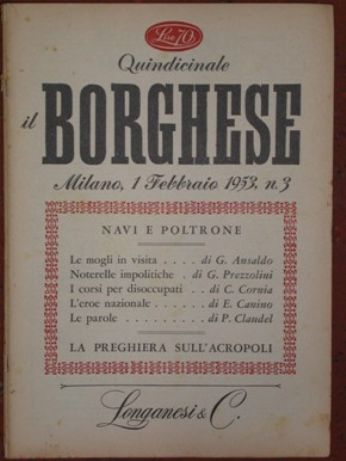 Lire 70
Quindicinale
il BORGHESE
Milano, 1 Febbraio 1953. n. 3
NAVI E POLTRONE
Le mogli in visita . . . . di G. Ansaldo
Noterelle impolitiche . di G. Prezzolini
I corsi per disoccupati . . di C. Cornia
L'eroe nazionale . . . . di E. Canino
Le parole . . . . . . . di P. Claudel
LA PREGHIERA SULL'ACROPOLI
Longanesi & C.